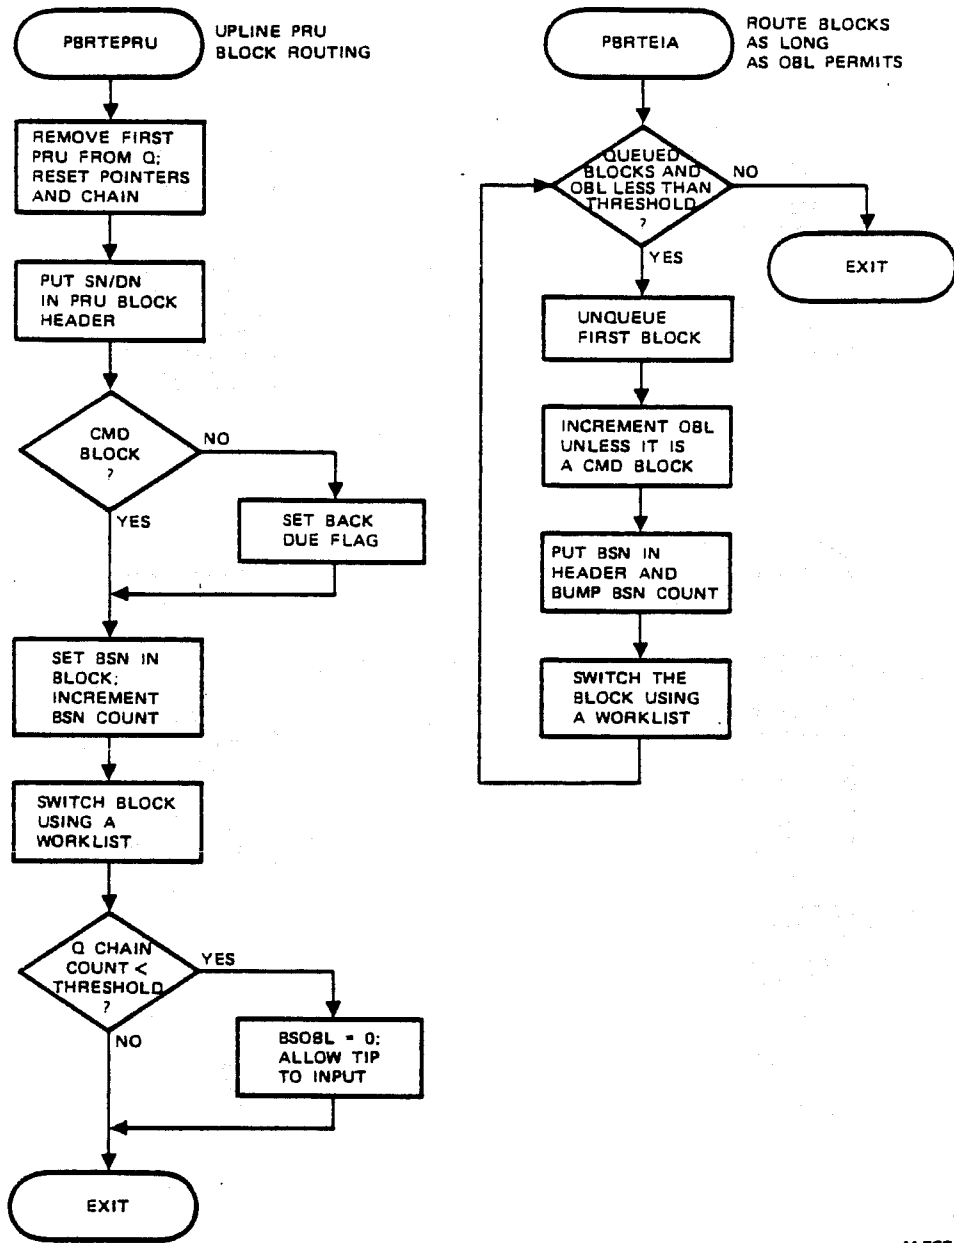 PBRTEPRU
UPLINE PRU
BLOCK ROUTING
REMOVE FIRST
PRU FROM Q;
RESET POINTERS
AND CHAIN
PUT SN/DN
IN PRU BLOCK
HEADER
CMD
BLOCK
?
NO
YES
SET BACK
DUE FLAG
SET BSN IN
BLOCK;
INCREMENT
BSN COUNT
SWITCH BLOCK
USING A
WORKLIST
Q CHAIN
COUNT <
THRESHOLD
?
YES
NO
BSOBL = 0;
ALLOW TIP
TO INPUT
EXIT
PBRTEIA
ROUTE BLOCKS
AS LONG
AS OBL PERMITS
QUEUED
BLOCKS AND
OBL LESS THAN
THRESHOLD
?
NO
YES
EXIT
UNQUEUE
FIRST BLOCK
INCREMENT OBL
UNLESS IT IS
A CMD BLOCK
PUT BSN IN
HEADER AND
BUMP BSN COUNT
SWITCH THE
BLOCK USING
A WORKLIST